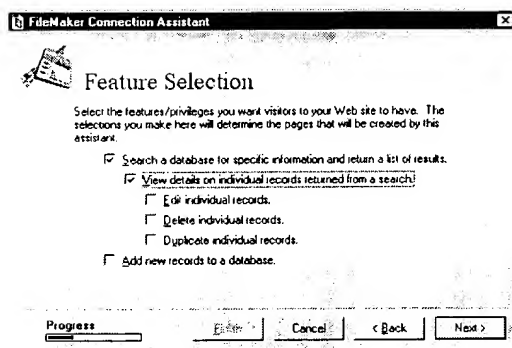 FileMaker Connection Assistant
Feature Selection
Select the features/privileges you want visitors to your Web site to have. The
selections you make here will determine the pages that will be created by this
assistant.
Search a database for specific information and return a list of results.
View details on individual records returned from a search.
Edit individual records.
Delete individual records.
Duplicate individual records.
Add new records to a database.
Progress
Finish
Cancel
< Back
Next >